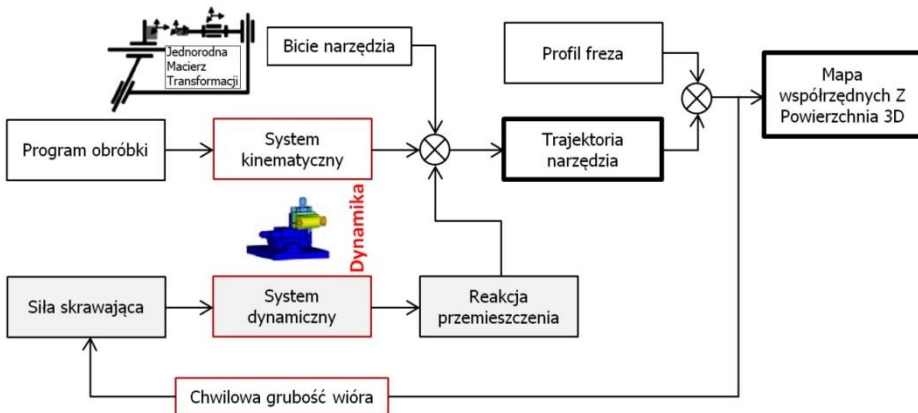 Jednorodna
Macierz
Transformacji
Bicie narzędzia
Profil freza
Mapa
współrzędnych Z
Powierzchnia 3D
Program obróbki
System
kinematyczny
Trajektoria
narzędzia
Dynamika
Siła skrawająca
System
dynamiczny
Reakcja
przemieszczenia
Chwilowa grubość wióra